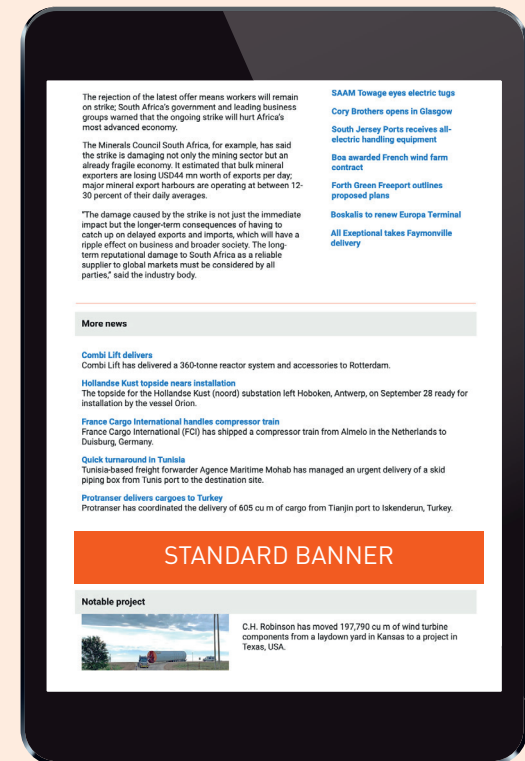 The rejection of the latest offer means workers will remain
on strike; South Africa's government and leading business
groups warned that the ongoing strike will hurt Africa's
most advanced economy.
The Minerals Council South Africa, for example, has said
the strike is damaging not only the mining sector but an
already fragile economy. It estimated that bulk mineral
exporters are losing USD44 mn worth of exports per day;
major mineral export harbours are operating at between 12-
30 percent of their daily averages.
"The damage caused by the strike is not just the immediate
impact but the longer-term consequences of having to
catch up on delayed exports and imports, which will have a
ripple effect on business and broader society. The long-
term reputational damage to South Africa as a reliable
supplier to global markets must be considered by all
parties," said the industry body.
SAAM Towage eyes electric tugs
Cory Brothers opens in Glasgow
South Jersey Ports receives all-
electric handling equipment
Boa awarded French wind farm
contract
Forth Green Freeport outlines
proposed plans
Boskalis to renew Europa Terminal
All Exeptional takes Faymonville
delivery
More news
Combi Lift delivers
Combi Lift has delivered a 360-tonne reactor system and accessories to Rotterdam.
Hollandse Kust topside nears installation
The topside for the Hollandse Kust (noord) substation left Hoboken, Antwerp, on September 28 ready for
installation by the vessel Orion.
France Cargo International handles compressor train
France Cargo International (FCI) has shipped a compressor train from Almelo in the Netherlands to
Duisburg, Germany.
Quick turnaround in Tunisia
Tunisia-based freight forwarder Agence Maritime Mohab has managed an urgent delivery of a skid
piping box from Tunis port to the destination site.
Protranser delivers cargoes to Turkey
Protranser has coordinated the delivery of 605 cu m of cargo from Tianjin port to Iskenderun, Turkey.
STANDARD BANNER
Notable project
C.H. Robinson has moved 197,790 cu m of wind turbine
components from a laydown yard in Kansas to a project in
Texas, USA.